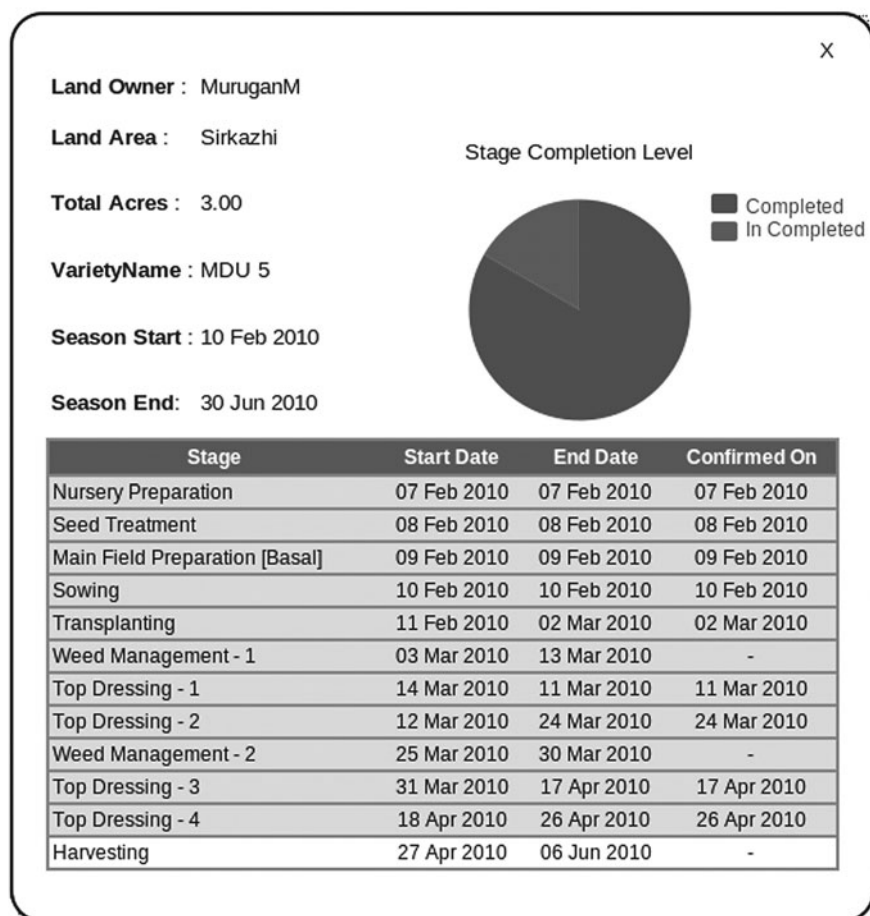 X
Land Owner : MuruganM
Land Area : Sirkazhi
Total Acres : 3.00
VarietyName : MDU 5
Season Start : 10 Feb 2010
Season End: 30 Jun 2010
Stage Completion Level
Completed
In Completed
Stage Start Date End Date Confirmed On
Nursery Preparation 07 Feb 2010 07 Feb 2010 07 Feb 2010
Seed Treatment 08 Feb 2010 08 Feb 2010 08 Feb 2010
Main Field Preparation [Basal] 09 Feb 2010 09 Feb 2010 09 Feb 2010
Sowing 10 Feb 2010 10 Feb 2010 10 Feb 2010
Transplanting 11 Feb 2010 02 Mar 2010 02 Mar 2010
Weed Management - 1 03 Mar 2010 13 Mar 2010 -
Top Dressing - 1 14 Mar 2010 11 Mar 2010 11 Mar 2010
Top Dressing - 2 12 Mar 2010 24 Mar 2010 24 Mar 2010
Weed Management - 2 25 Mar 2010 30 Mar 2010 -
Top Dressing - 3 31 Mar 2010 17 Apr 2010 17 Apr 2010
Top Dressing - 4 18 Apr 2010 26 Apr 2010 26 Apr 2010
Harvesting 27 Apr 2010 06 Jun 2010 -